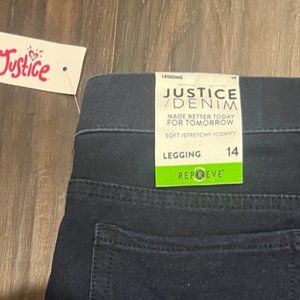 Justice
LEGGING 14
JUSTICE
/DENIM
MADE BETTER TODAY
FOR TOMORROW
SOFT/STRETCHY/COMFY
LEGGING 14
REPREVE